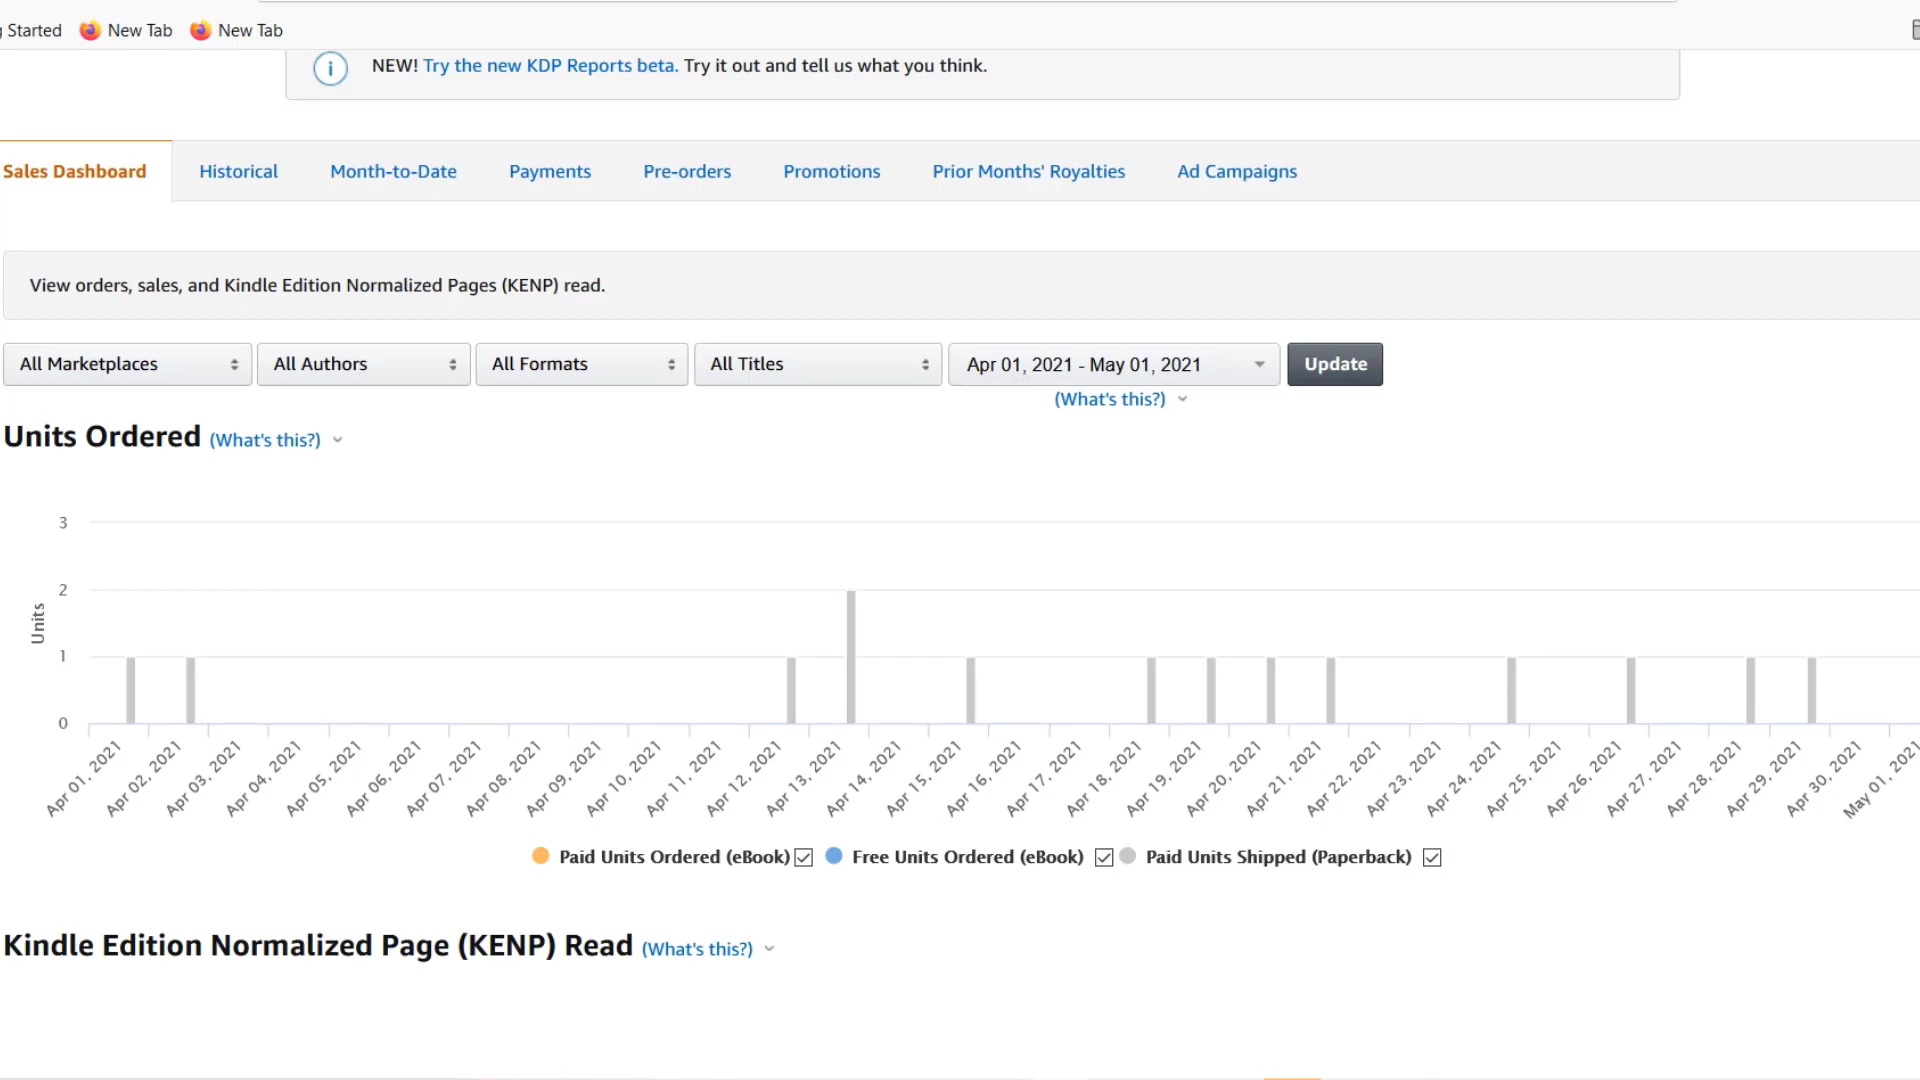 Started New Tab New Tab
NEW! Try the new KDP Reports beta. Try it out and tell us what you think.
Sales Dashboard Historical Month-to-Date Payments Pre-orders Promotions Prior Months' Royalties Ad Campaigns
View orders, sales, and Kindle Edition Normalized Pages (KENP) read.
All Marketplaces All Authors All Formats All Titles Apr 01, 2021 - May 01, 2021 Update
(What's this?)
Units Ordered (What's this?)
3
2
1
0
Units
Apr 01, 2021 Apr 02, 2021 Apr 03, 2021 Apr 04, 2021 Apr 05, 2021 Apr 06, 2021 Apr 07, 2021 Apr 08, 2021 Apr 09, 2021 Apr 10, 2021 Apr 11, 2021 Apr 12, 2021 Apr 13, 2021 Apr 14, 2021 Apr 15, 2021 Apr 16, 2021 Apr 17, 2021 Apr 18, 2021 Apr 19, 2021 Apr 20, 2021 Apr 21, 2021 Apr 22, 2021 Apr 23, 2021 Apr 24, 2021 Apr 25, 2021 Apr 26, 2021 Apr 27, 2021 Apr 28, 2021 Apr 29, 2021 Apr 30, 2021 May 01, 2021
Paid Units Ordered (eBook) Free Units Ordered (eBook) Paid Units Shipped (Paperback)
Kindle Edition Normalized Page (KENP) Read (What's this?)